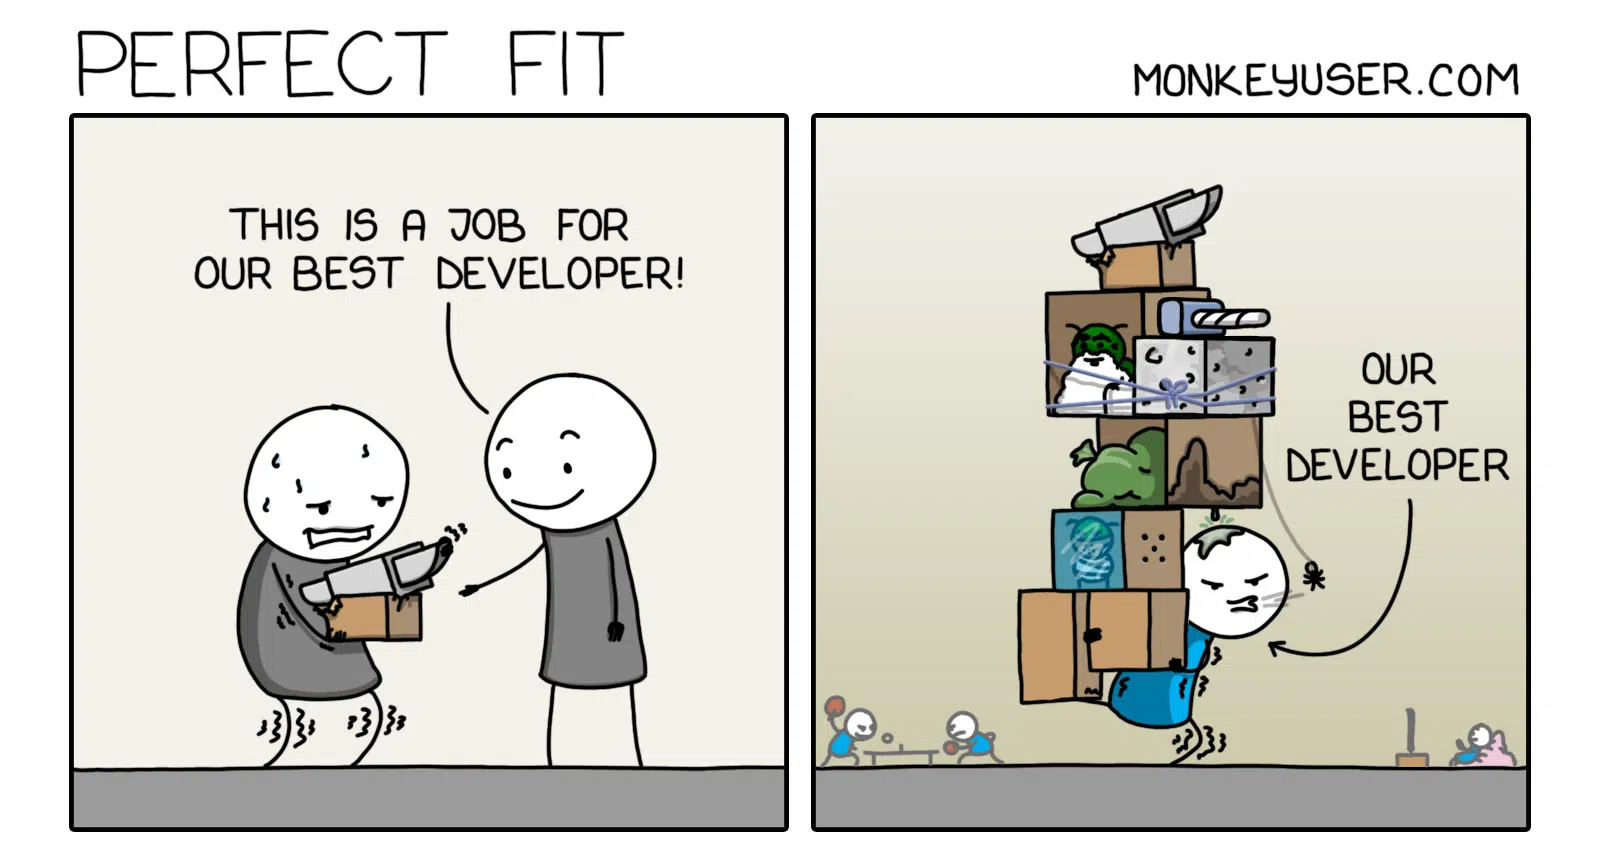 PERFECT FIT
MONKEYUSER.COM
THIS IS A JOB FOR
OUR BEST DEVELOPER!
OUR
BEST
DEVELOPER